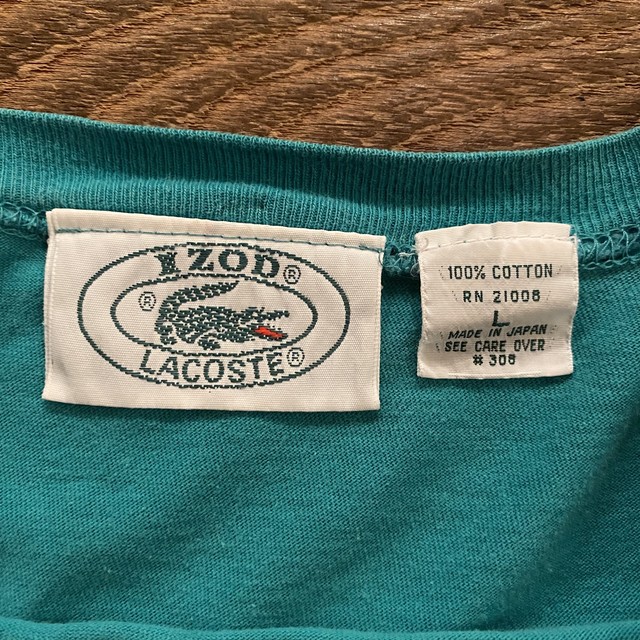 IZOD®
®
LACOSTE®
100% COTTON
RN 21008
L
MADE IN JAPAN
SEE CARE OVER
# 308